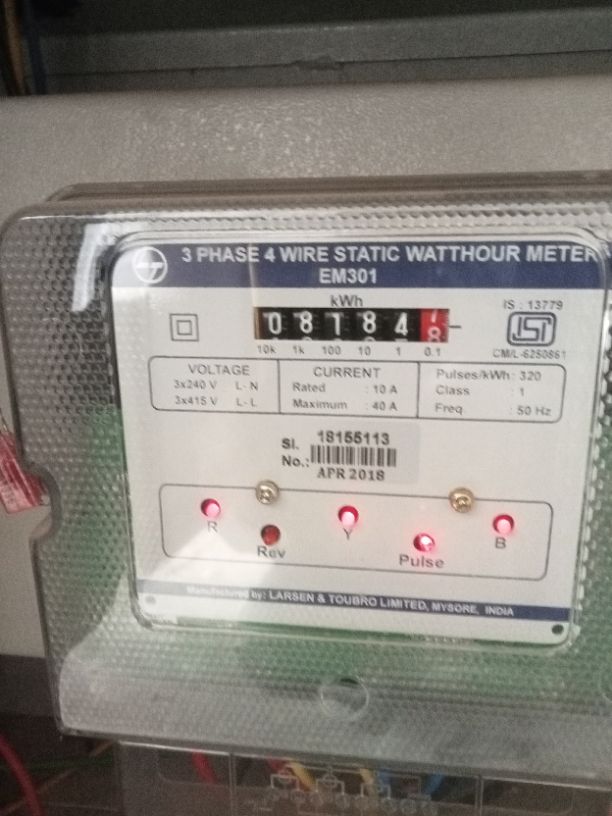 3 PHASE 4 WIRE STATIC WATTHOUR METER
EM301
kWh
IS : 13779
0 8 7 8 4
10k 1k 100 10 1 0.1
CM/L-6250861
VOLTAGE
3x240 V L-N
3x415 V L-L
CURRENT
Rated : 10 A
Maximum : 40 A
Pulses/kWh : 320
Class : 1
Freq. : 50 Hz
Sl. No.: 18155113
APR 2018
R Y B
Rev Pulse
Manufactured by: LARSEN & TOUBRO LIMITED, MYSORE, INDIA